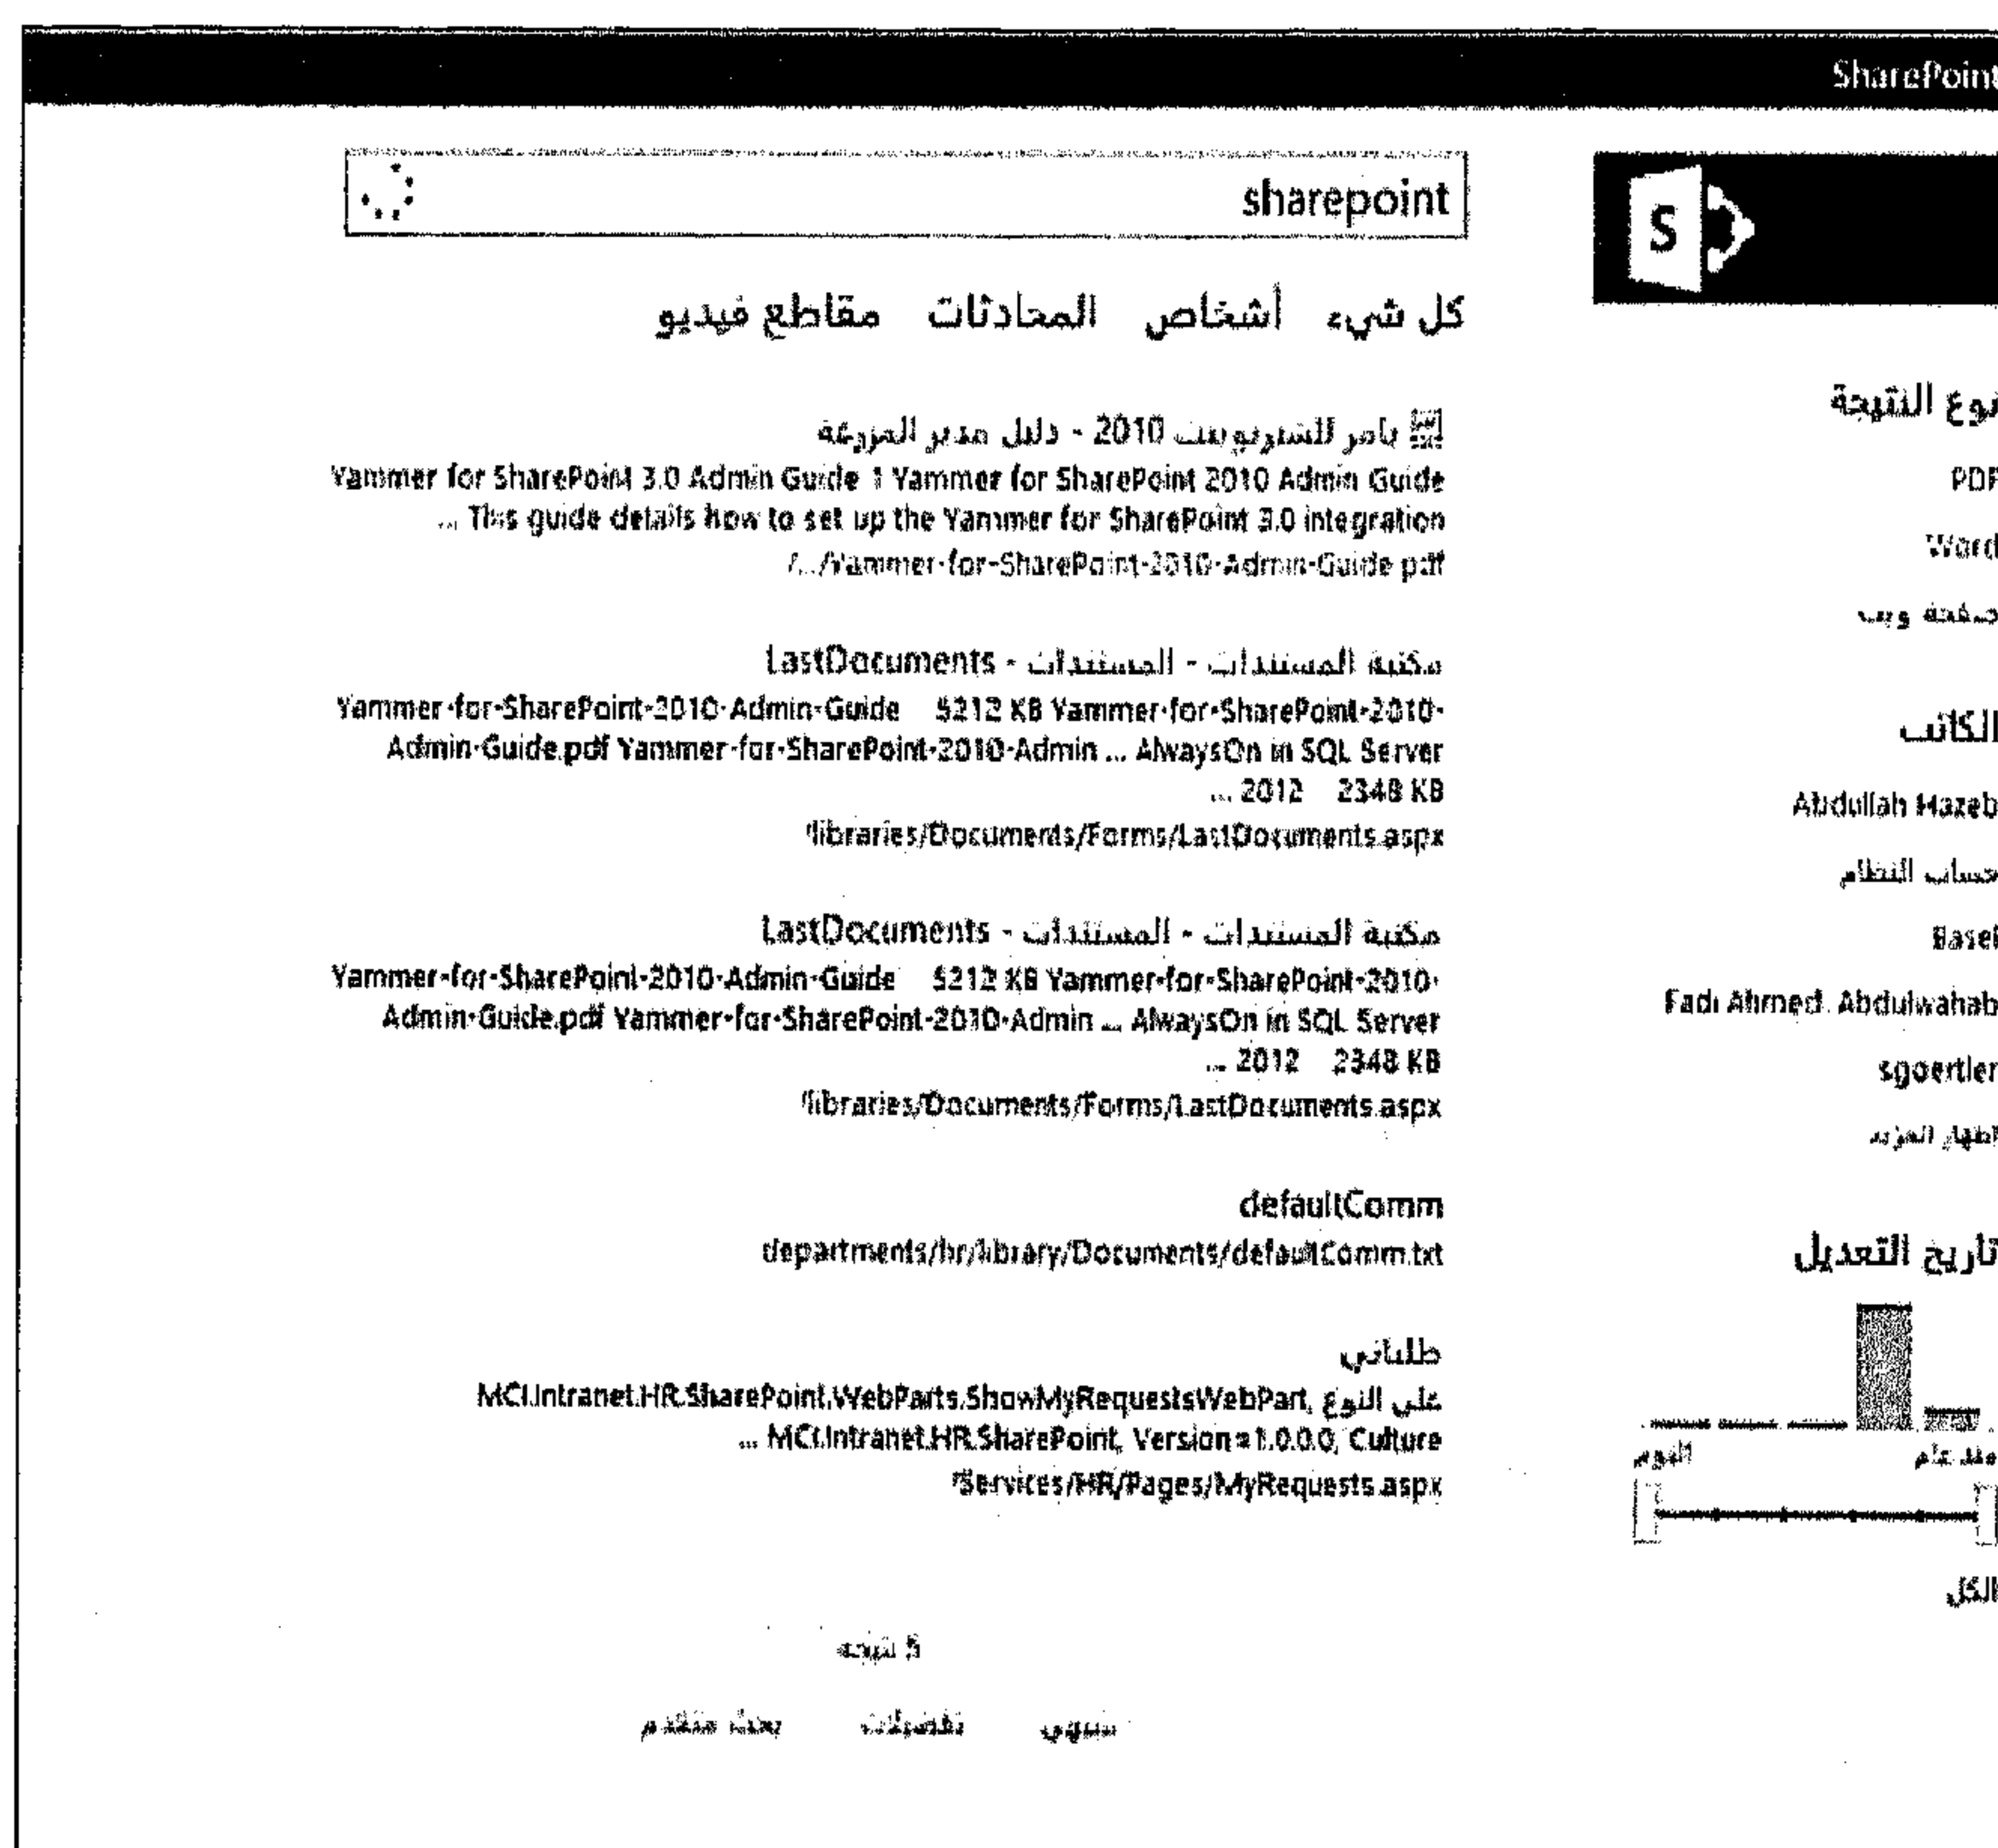 SharePoint
sharepoint
كل شيء أشخاص المحادثات مقاطع فيديو
يامر للشيربوينت 2010 - دليل مدير المزرعة
Yammer for SharePoint 3.0 Admin Guide 1 Yammer for SharePoint 2010 Admin Guide
... This guide details how to set up the Yammer for SharePoint 3.0 integration
/.../Yammer-for-SharePoint-2010-Admin-Guide.pdf
مكتبة المستندات - المستندات - LastDocuments
Yammer-for-SharePoint-2010-Admin-Guide 5212 KB Yammer-for-SharePoint-2010-
Admin-Guide.pdf Yammer-for-SharePoint-2010-Admin ... AlwaysOn in SQL Server
... 2012 2348 KB
libraries/Documents/Forms/LastDocuments.aspx
مكتبة المستندات - المستندات - LastDocuments
Yammer-for-SharePoint-2010-Admin-Guide 5212 KB Yammer-for-SharePoint-2010-
Admin-Guide.pdf Yammer-for-SharePoint-2010-Admin ... AlwaysOn in SQL Server
... 2012 2348 KB
libraries/Documents/Forms/LastDocuments.aspx
defaultComm
departments/hr/library/Documents/defaultComm.txt
طلباتي
على النوع MCI.Intranet.HR.SharePoint.WebParts.ShowMyRequestsWebPart,
... MCI.Intranet.HR.SharePoint, Version=1.0.0.0, Culture
/Services/HR/Pages/MyRequests.aspx
5 نتيجة
تنبيهي تفضيلات بحث متقدم
S
نوع النتيجة
PDF
Word
صفحة ويب
الكاتب
Abdullah Hazeb
حساب النظام
Basel
Fadi Ahmed. Abdulwahab
sgoertler
إظهار المزيد
تاريخ التعديل
منذ عام اليوم
الكل